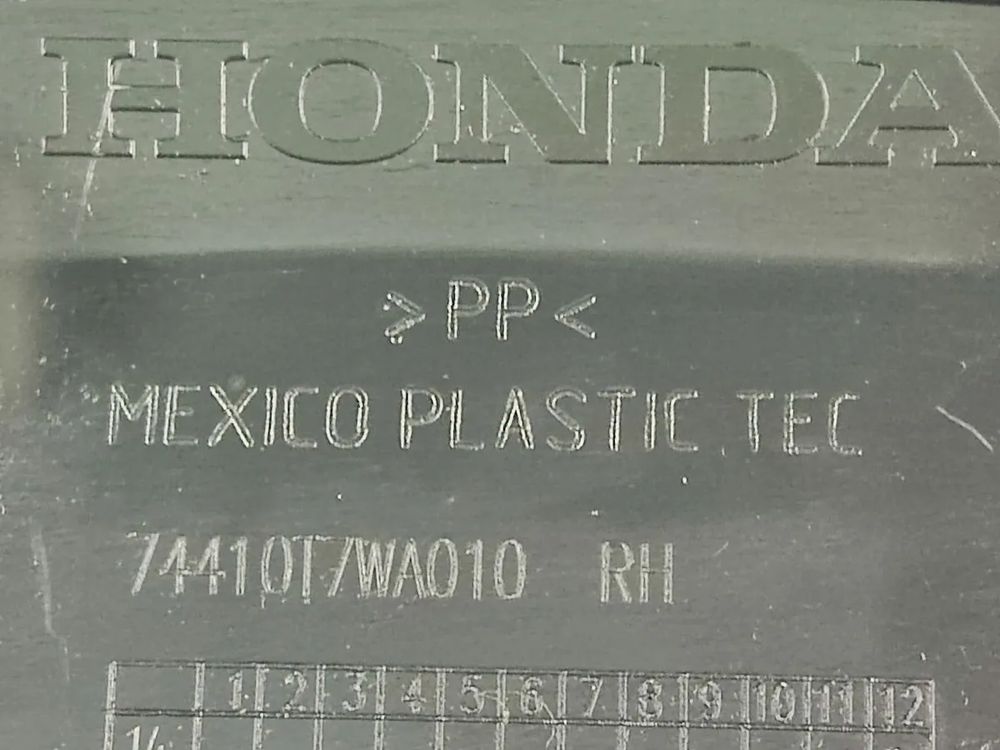 HONDA
>PP<
MEXICO PLASTIC TEC
74410T7WA010 RH
1 2 3 4 5 6 7 8 9 10 11 12
14